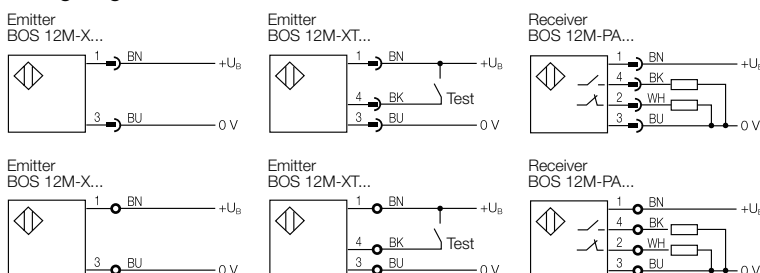 Emitter
BOS 12M-X...
1 BN +UB
3 BU 0 V
Emitter
BOS 12M-XT...
1 BN +UB
4 BK Test
3 BU 0 V
Receiver
BOS 12M-PA...
1 BN +UB
4 BK
2 WH
3 BU 0 V
Emitter
BOS 12M-X...
1 BN +UB
3 BU 0 V
Emitter
BOS 12M-XT...
1 BN +UB
4 BK Test
3 BU 0 V
Receiver
BOS 12M-PA...
1 BN +UB
4 BK
2 WH
3 BU 0 V